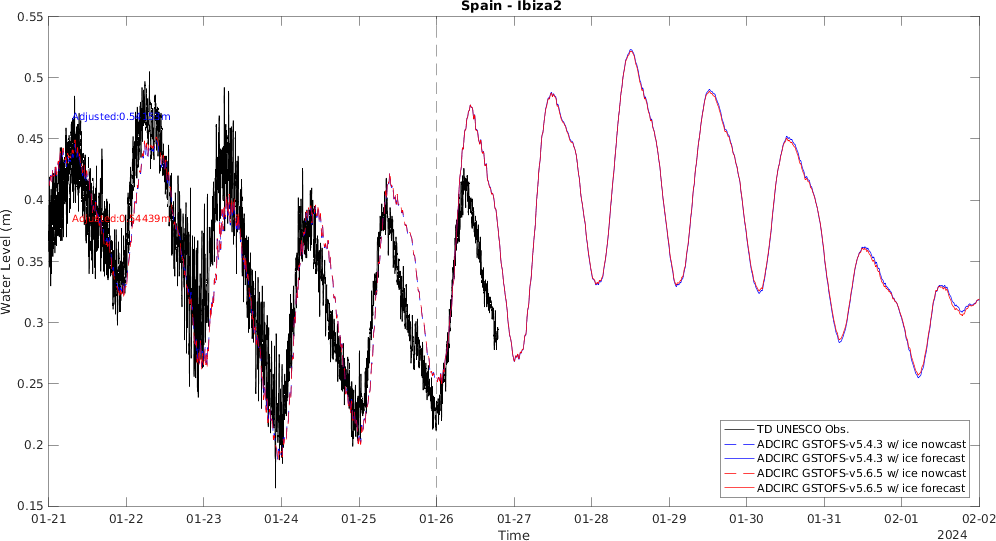 Spain - Ibiza2
Water Level (m)
0.55
0.5
0.45
0.4
0.35
0.3
0.25
0.2
0.15
TD UNESCO Obs.
ADCIRC GSTOFS-v5.4.3 w/ ice nowcast
ADCIRC GSTOFS-v5.4.3 w/ ice forecast
ADCIRC GSTOFS-v5.6.5 w/ ice nowcast
ADCIRC GSTOFS-v5.6.5 w/ ice forecast
01-21 01-22 01-23 01-24 01-25 01-26 01-27 01-28 01-29 01-30 01-31 02-01 02-02
Time
2024